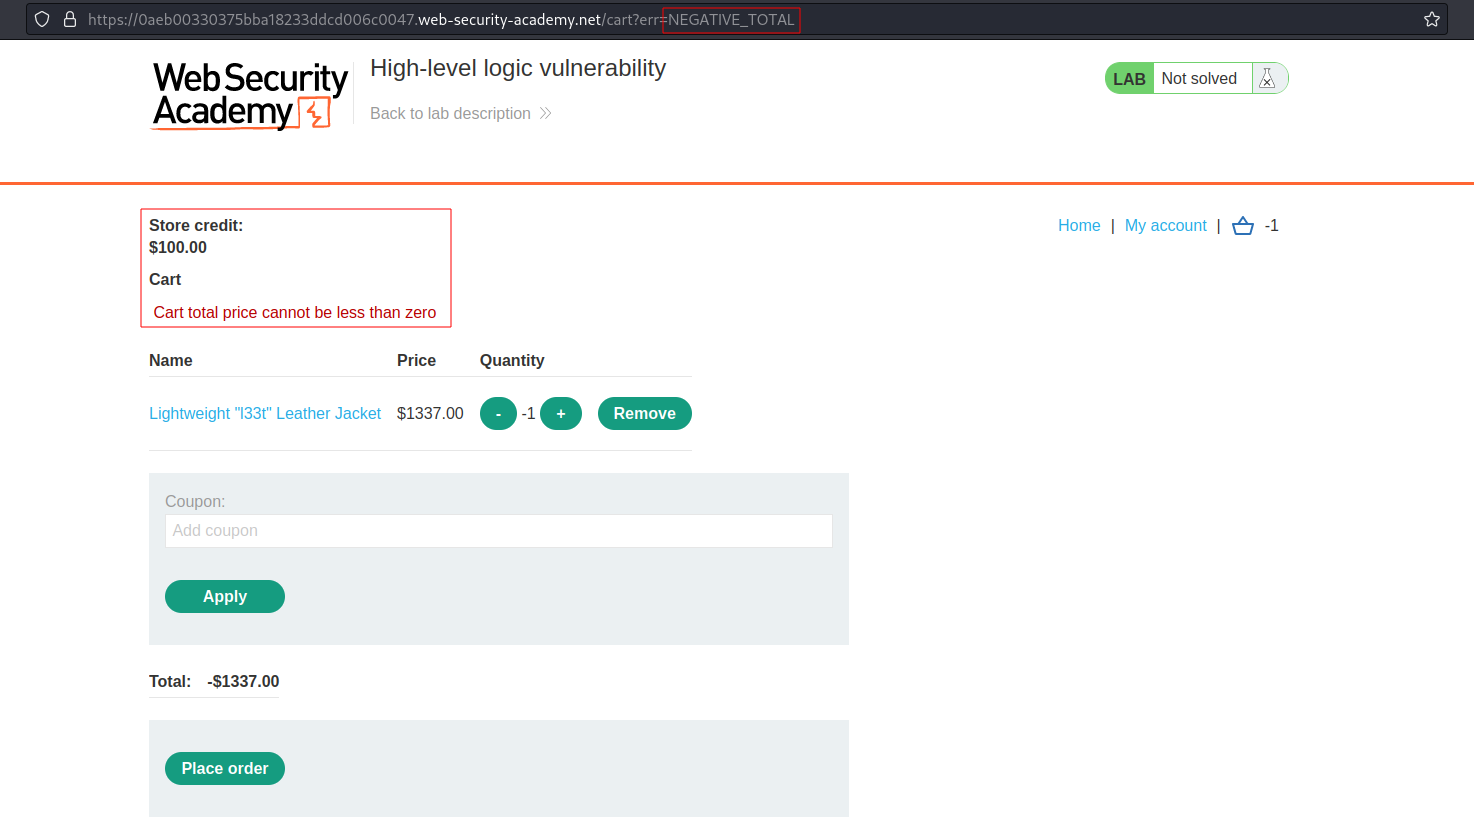 https://0aeb00330375bba18233ddcd006c0047.web-security-academy.net/cart?err=NEGATIVE_TOTAL
WebSecurity
Academy
High-level logic vulnerability
Back to lab description
LAB Not solved
Store credit:
$100.00
Home | My account | -1
Cart
Cart total price cannot be less than zero
Name Price Quantity
Lightweight "l33t" Leather Jacket $1337.00 - -1 + Remove
Coupon:
Add coupon
Apply
Total: -$1337.00
Place order